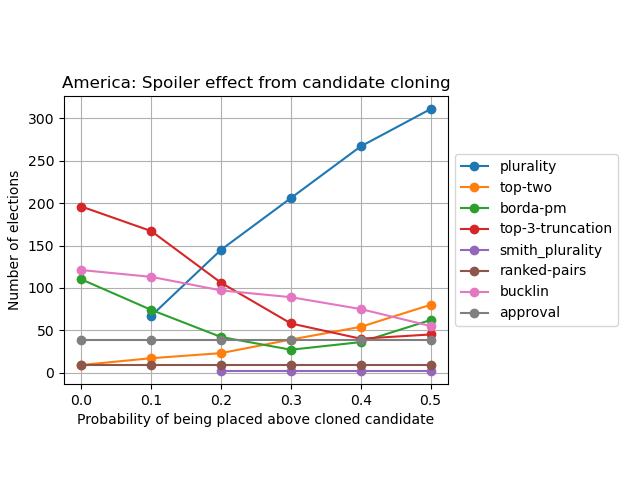 America: Spoiler effect from candidate cloning
Number of elections
300
250
200
150
100
50
0
0.0 0.1 0.2 0.3 0.4 0.5
Probability of being placed above cloned candidate
plurality
top-two
borda-pm
top-3-truncation
smith_plurality
ranked-pairs
bucklin
approval